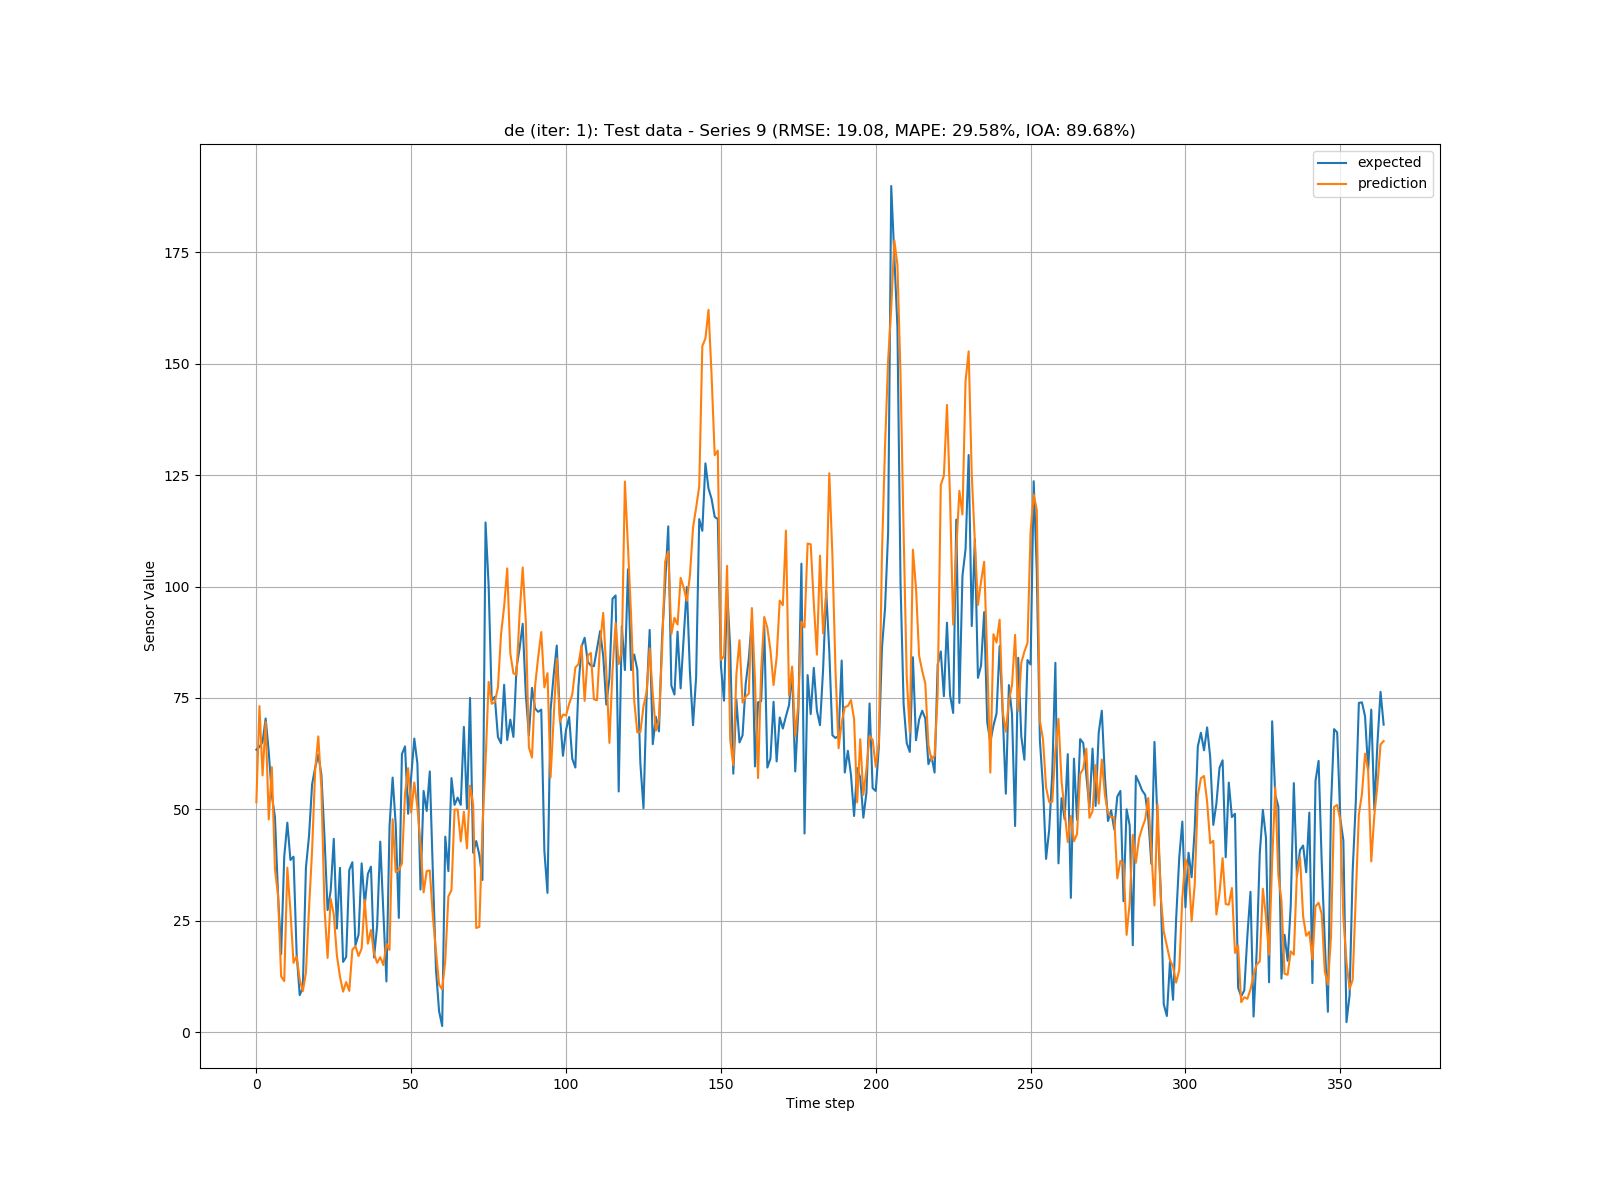 de (iter: 1): Test data - Series 9 (RMSE: 19.08, MAPE: 29.58%, IOA: 89.68%)
expected
prediction
175
150
125
100
75
50
25
0
Sensor Value
0 50 100 150 200 250 300 350
Time step